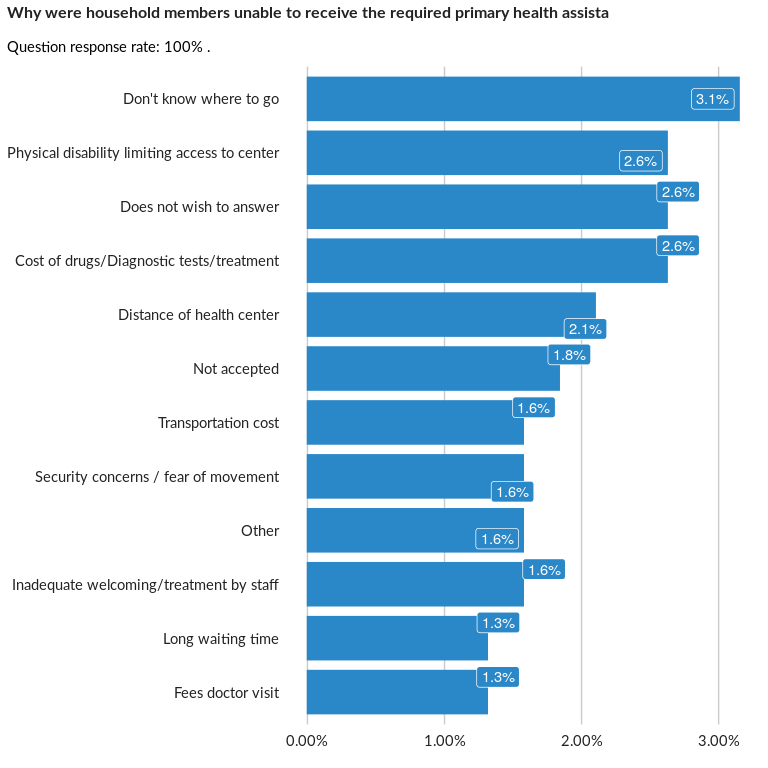 Why were household members unable to receive the required primary health assista
Question response rate: 100% .
Don't know where to go 3.1%
Physical disability limiting access to center 2.6%
Does not wish to answer 2.6%
Cost of drugs/Diagnostic tests/treatment 2.6%
Distance of health center 2.1%
Not accepted 1.8%
Transportation cost 1.6%
Security concerns / fear of movement 1.6%
Other 1.6%
Inadequate welcoming/treatment by staff 1.6%
Long waiting time 1.3%
Fees doctor visit 1.3%
0.00% 1.00% 2.00% 3.00%